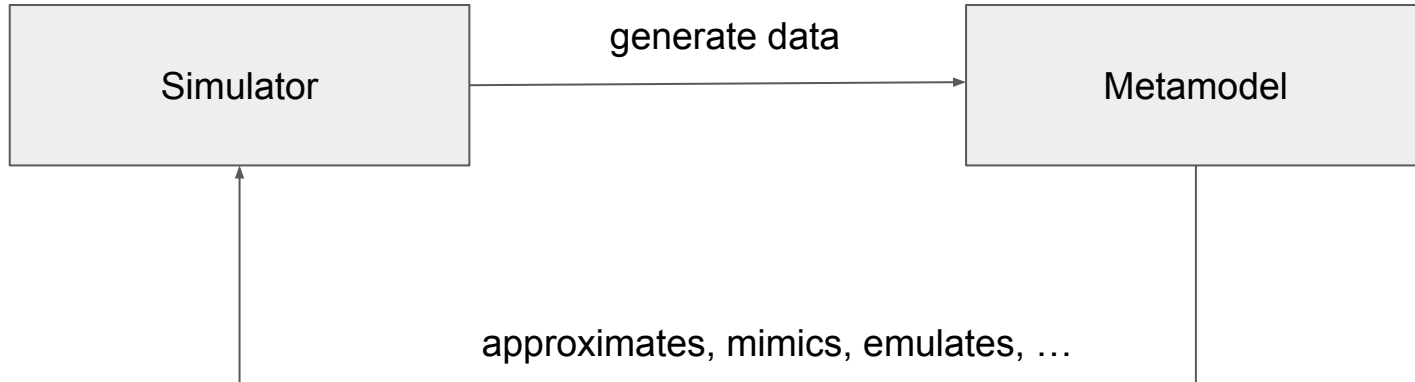 generate data
Simulator
Metamodel
approximates, mimics, emulates, …